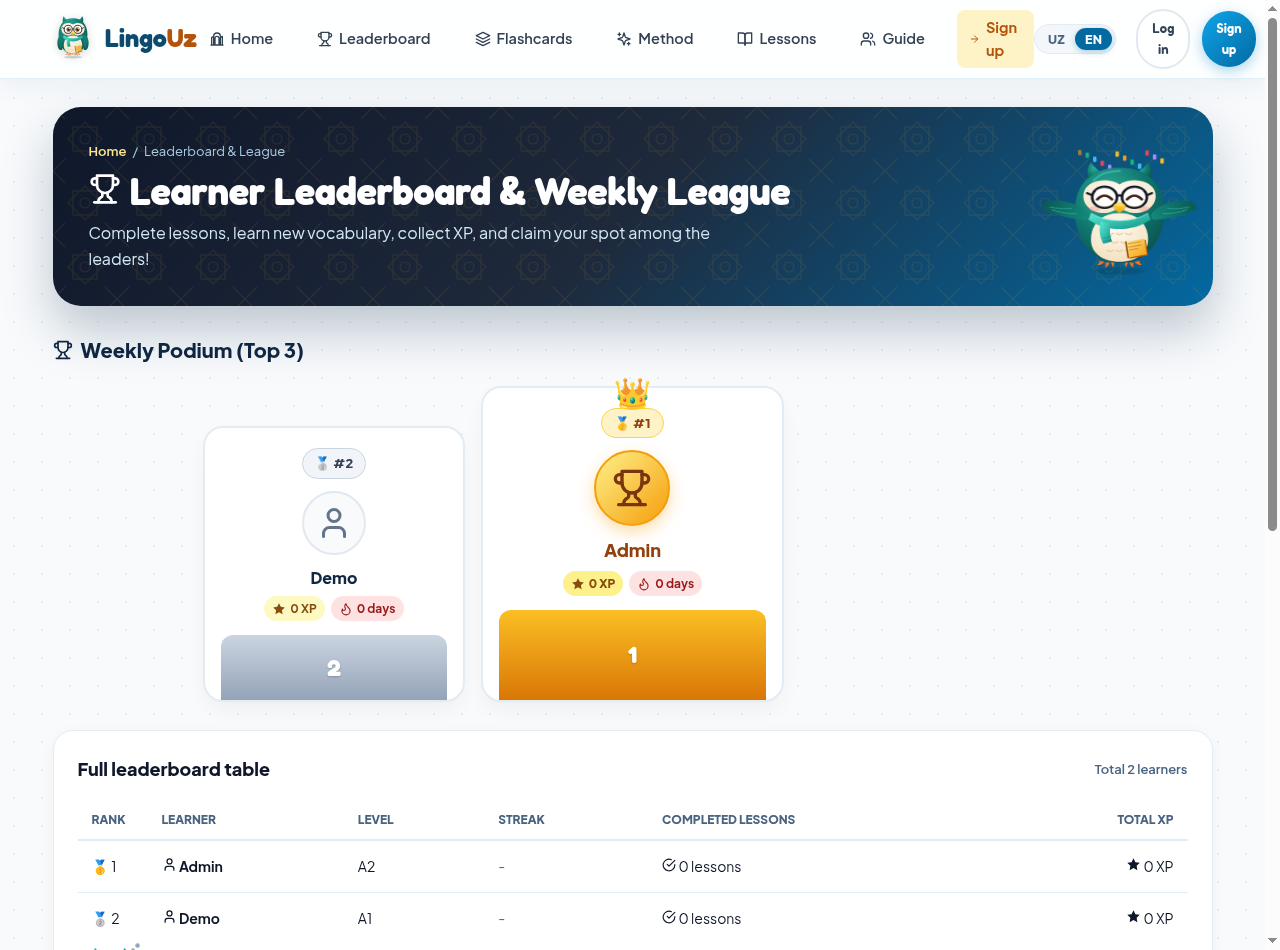 LingoUz
Home
Leaderboard
Flashcards
Method
Lessons
Guide
Sign up
UZ
EN
Log in
Sign up
Home / Leaderboard & League
Learner Leaderboard & Weekly League
Complete lessons, learn new vocabulary, collect XP, and claim your spot among the
leaders!
Weekly Podium (Top 3)
#2
Demo
0 XP
0 days
2
#1
Admin
0 XP
0 days
1
Full leaderboard table
Total 2 learners
RANK LEARNER LEVEL STREAK COMPLETED LESSONS TOTAL XP
1 Admin A2 - 0 lessons 0 XP
2 Demo A1 - 0 lessons 0 XP